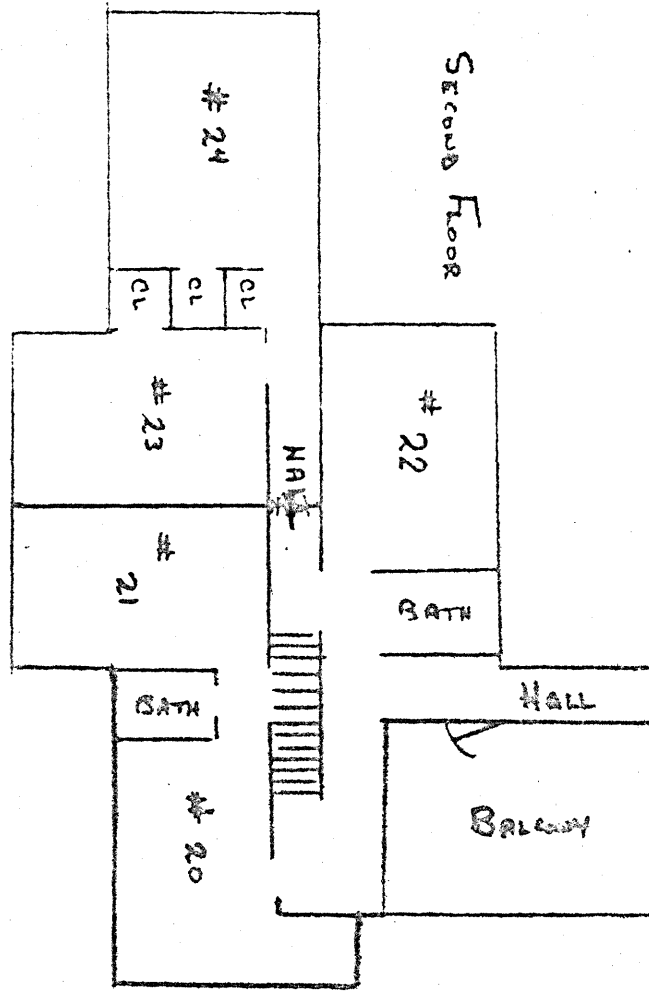 SECOND FLOOR
# 24
CL
CL
CL
# 23
# 22
HALL
# 21
BATH
BATH
HALL
# 20
BALCONY